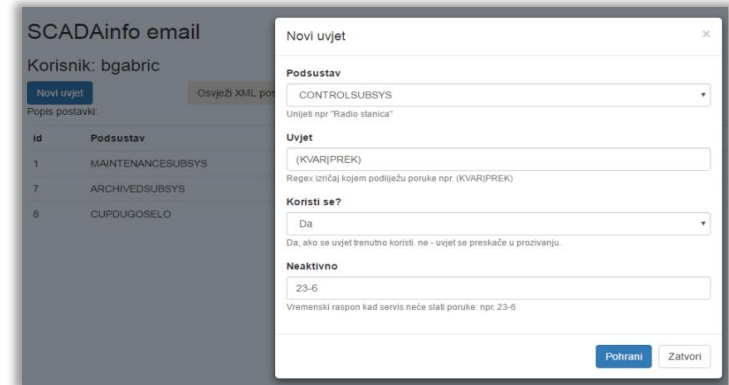 SCADAinfo email
Korisnik: bgabric
Novi uvjet
Osvježi XML pos
Popis postavki:
id Podsustav
1 MAINTENANCESUBSYS
7 ARCHIVEDSUBSYS
8 CUPDUGOSELO
Novi uvjet ×
Podsustav
CONTROLSUBSYS
Unijeti npr "Radio stanica"
Uvjet
(KVAR|PREK)
Regex izričaj kojem podliježu poruke npr. (KVAR|PREK)
Koristi se?
Da
Da, ako se uvjet trenutno koristi. ne - uvjet se preskače u prozivanju.
Neaktivno
23-6
Vremenski raspon kad servis neče slati poruke: npr. 23-6
Pohrani Zatvori